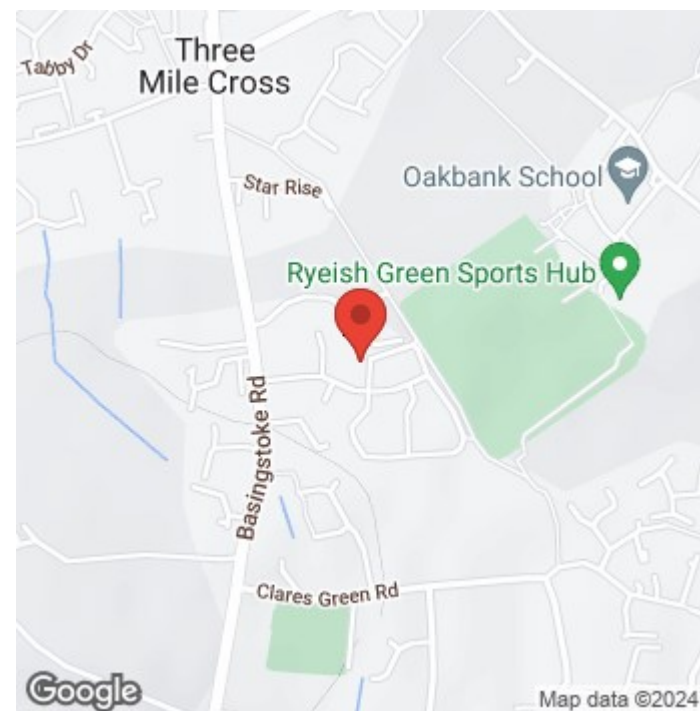 Tabby Dr
Three
Mile Cross
Star Rise
Oakbank School
Ryeish Green Sports Hub
Basingstoke Rd
Clares Green Rd
Google
Map data ©2024